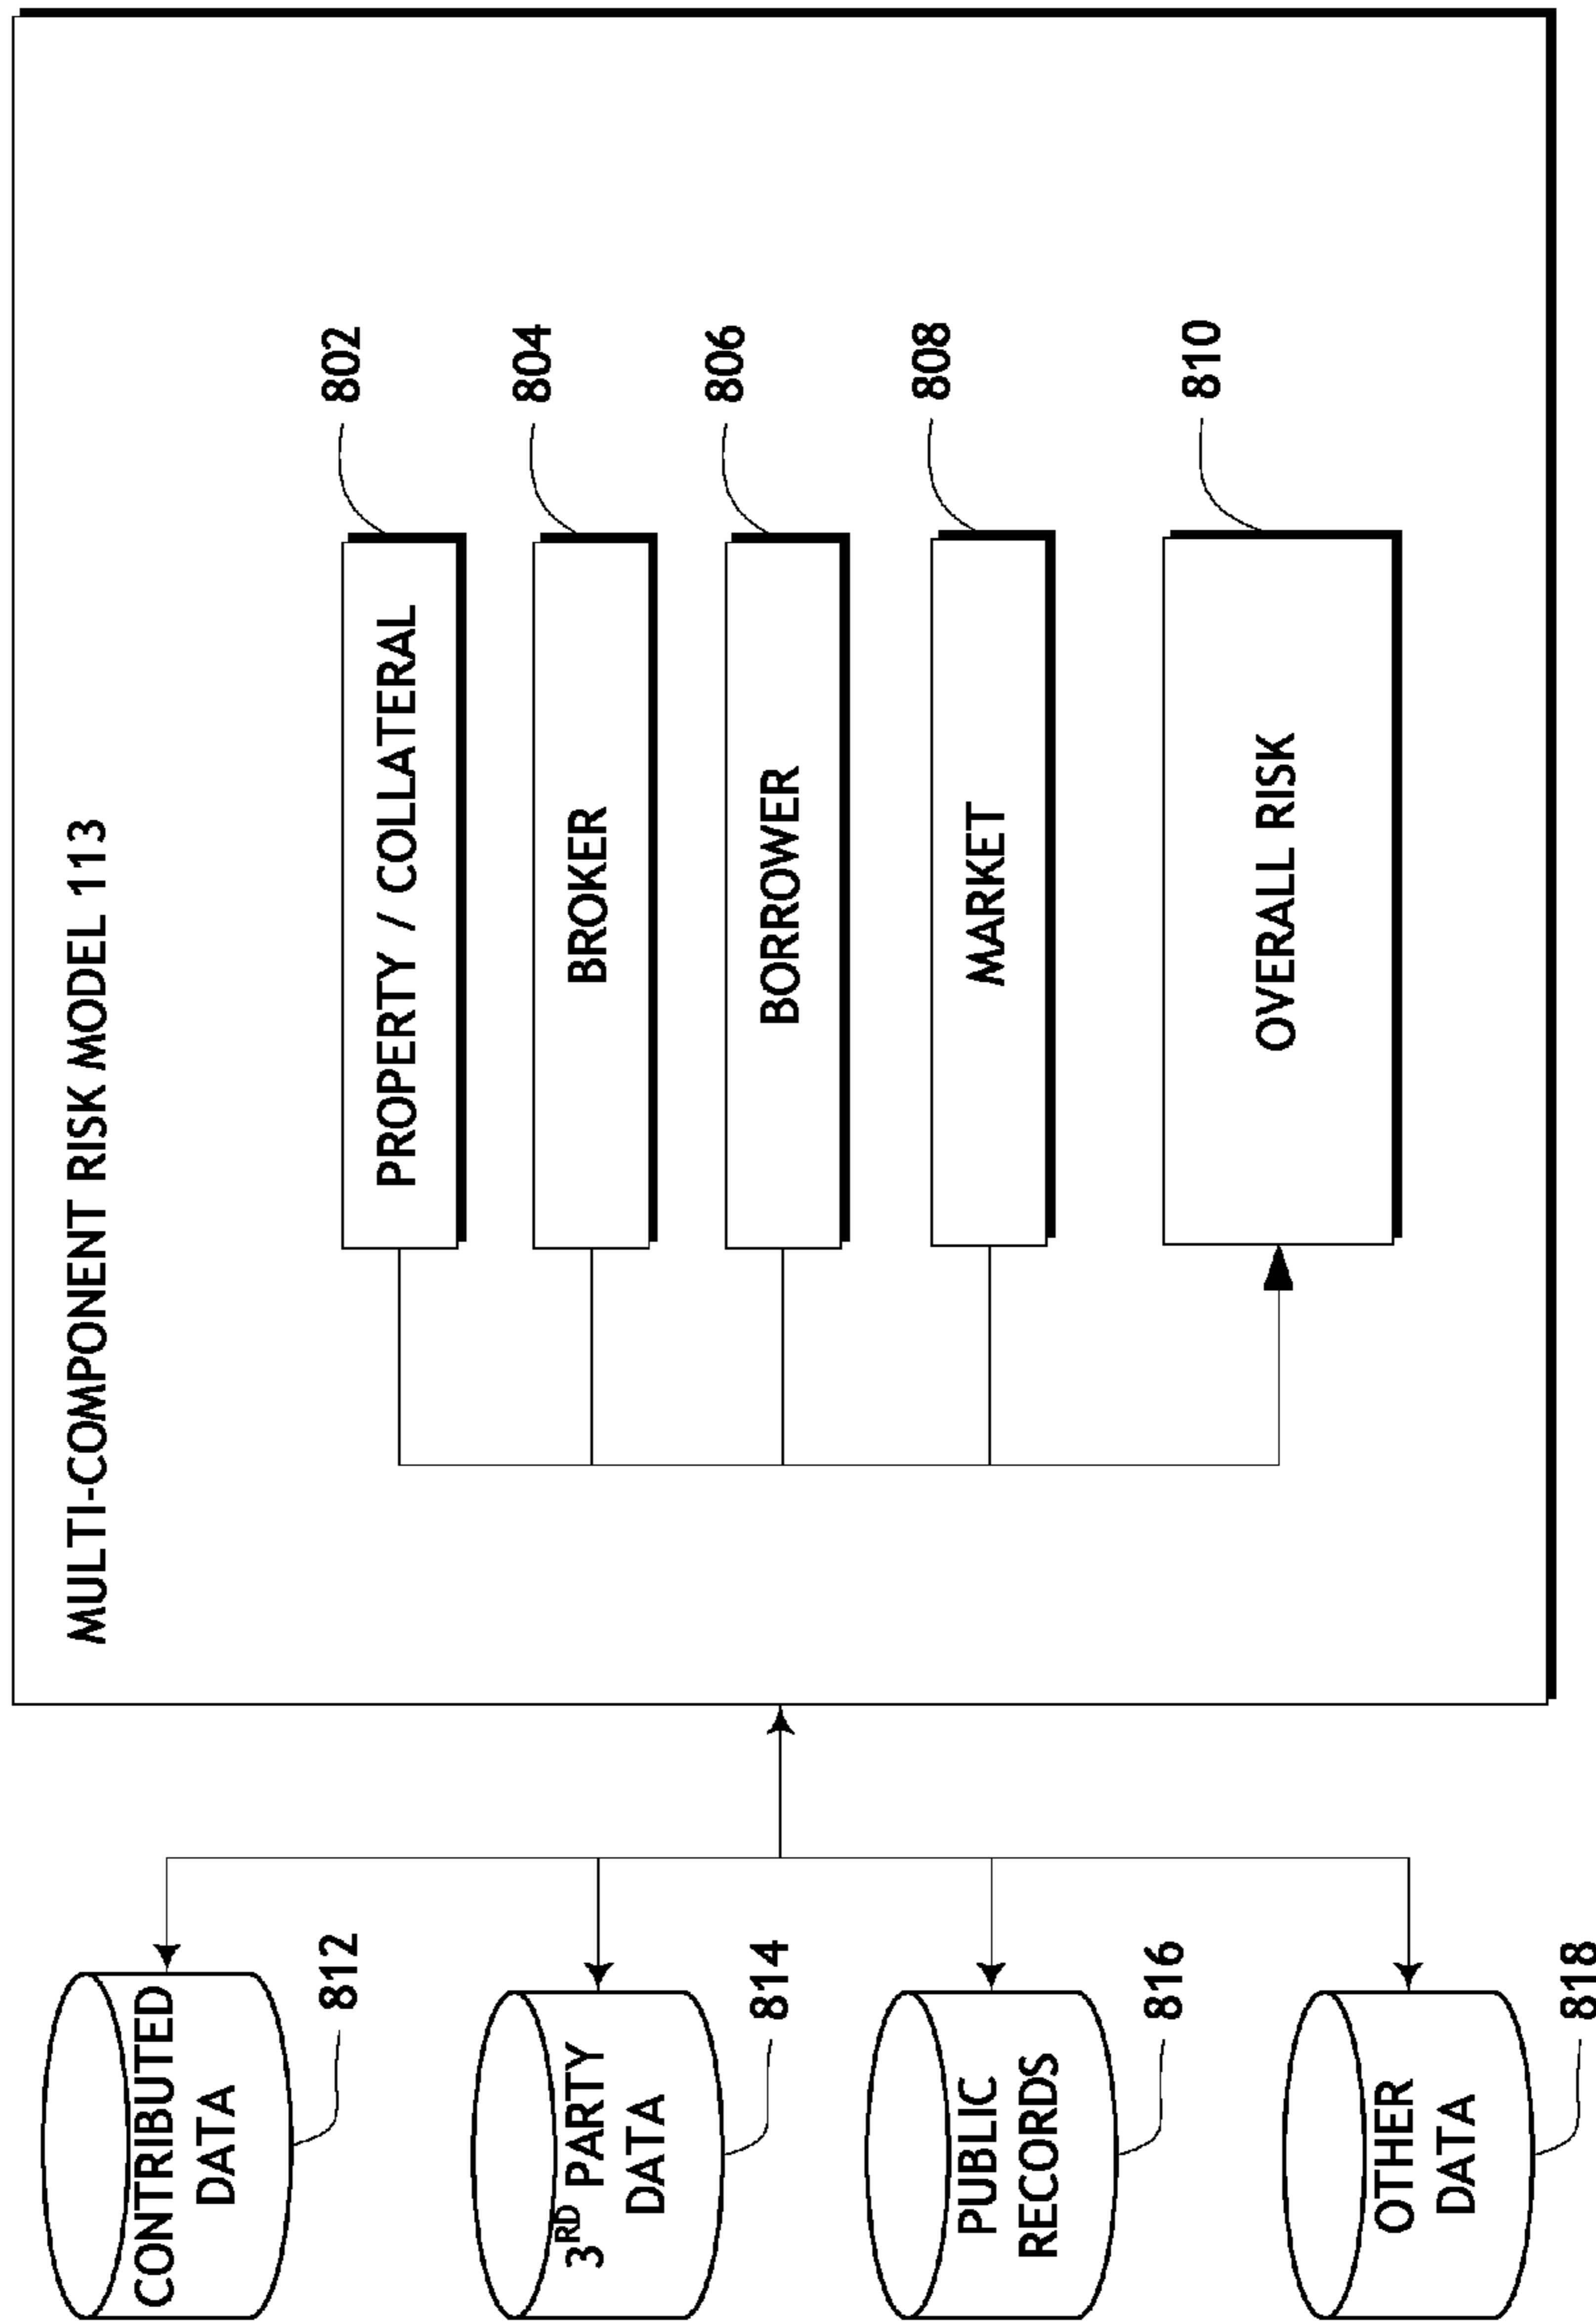 MULTI-COMPONENT RISK MODEL 113
CONTRIBUTED
DATA
812
3RD PARTY
DATA
814
PUBLIC
RECORDS
816
OTHER
DATA
818
PROPERTY / COLLATERAL
802
BROKER
804
BORROWER
806
MARKET
808
OVERALL RISK
810